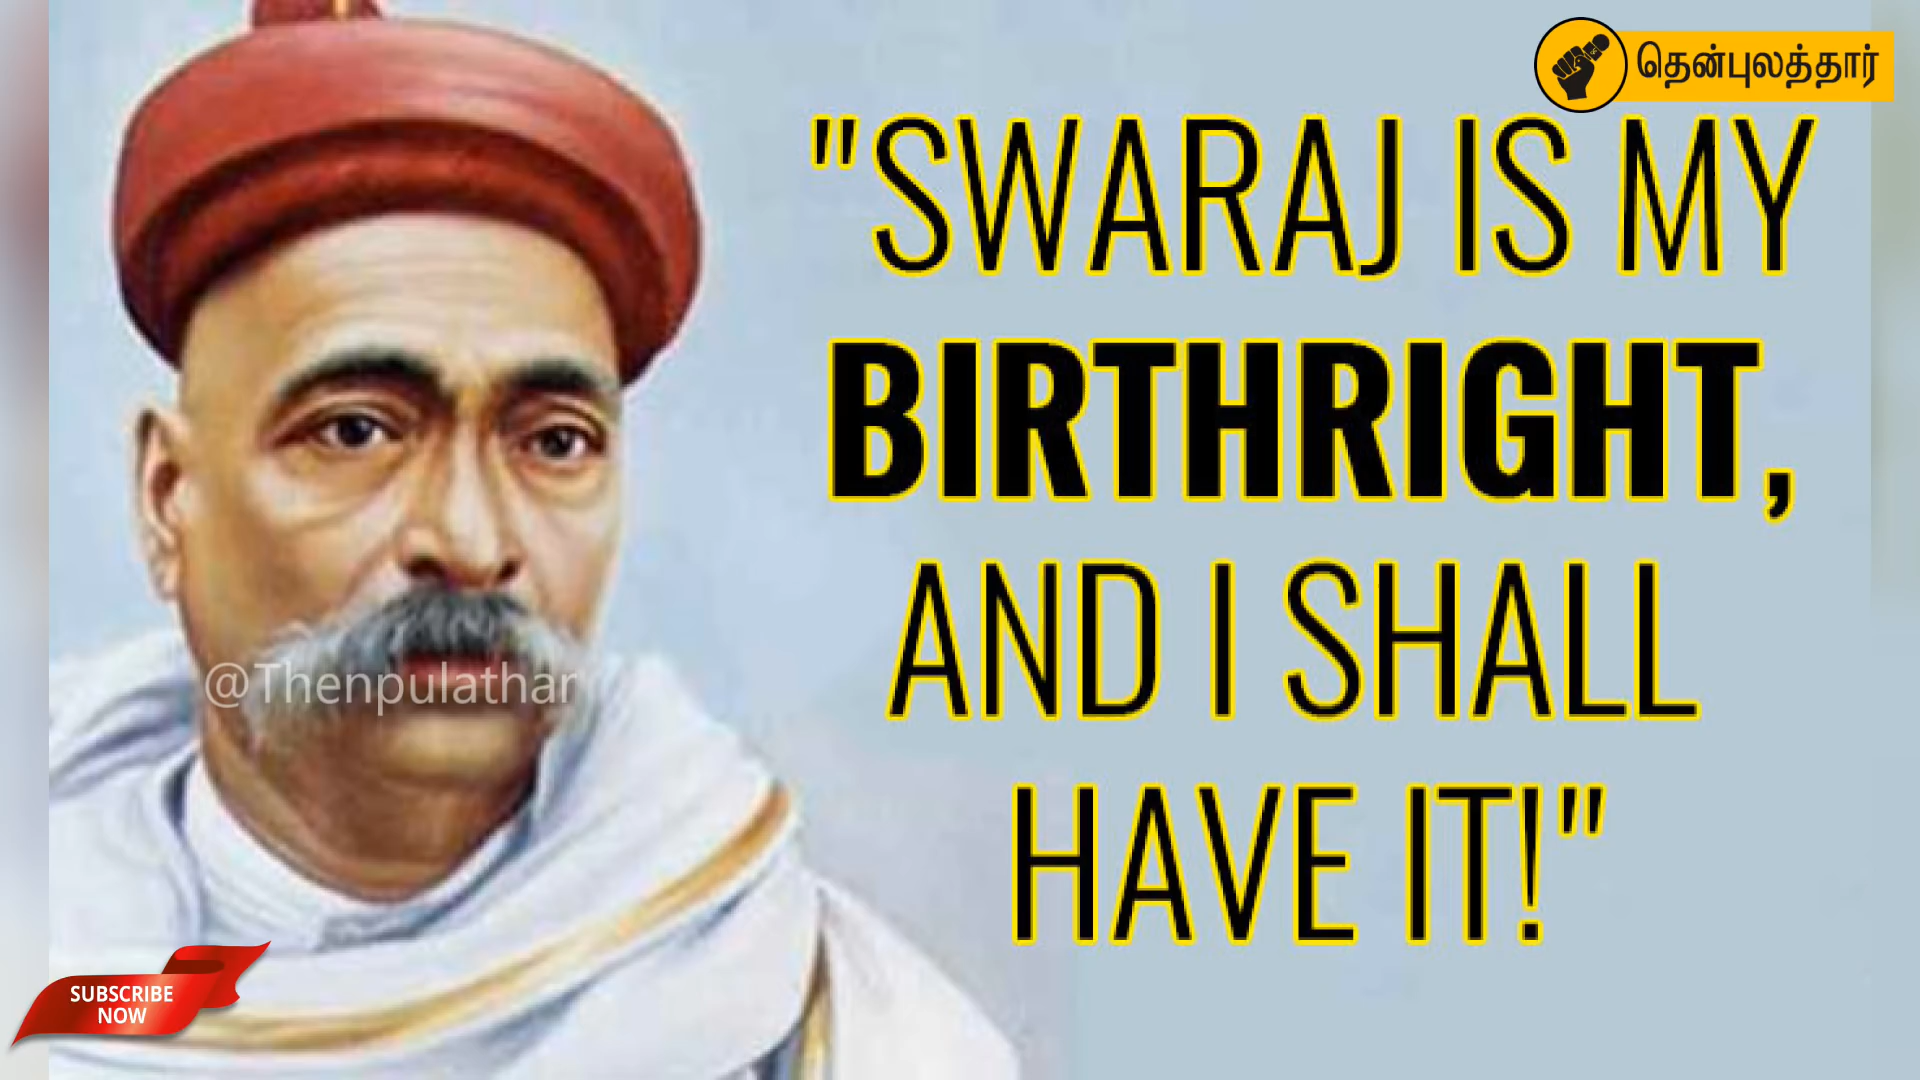 தென்புலத்தார்
"SWARAJ IS MY
BIRTHRIGHT,
AND I SHALL
HAVE IT!"
@Thenpulathar
SUBSCRIBE
NOW